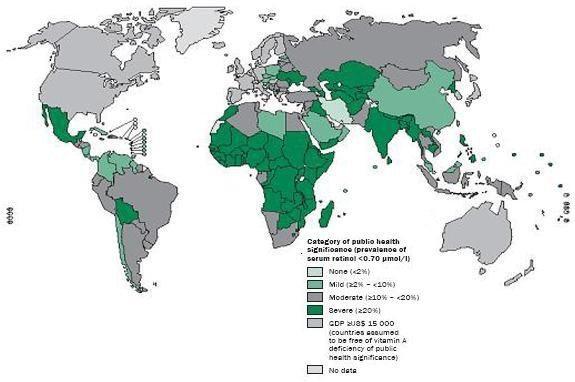 Category of public health
significance (prevalence of
serum retinol <0.70 µmol/l)
None (<2%)
Mild (≥2% – <10%)
Moderate (≥10% – <20%)
Severe (≥20%)
GDP ≥US$ 15 000
(countries assumed
to be free of vitamin A
deficiency of public
health significance)
No data